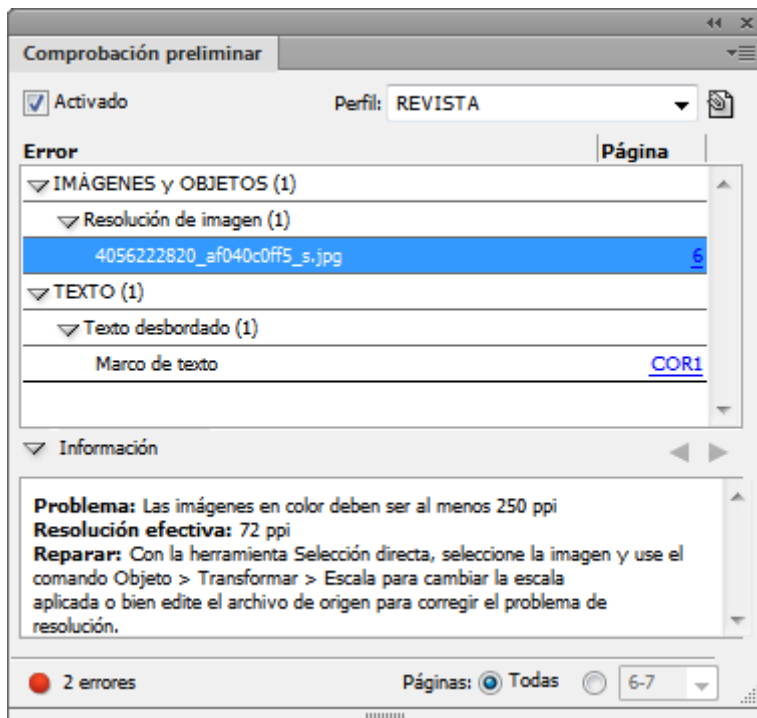 Comprobación preliminar
Activado Perfil: REVISTA
Error Página
IMÁGENES y OBJETOS (1)
Resolución de imagen (1)
4056222820_af040c0ff5_s.jpg 6
TEXTO (1)
Texto desbordado (1)
Marco de texto COR1
Información
Problema: Las imágenes en color deben ser al menos 250 ppi
Resolución efectiva: 72 ppi
Reparar: Con la herramienta Selección directa, seleccione la imagen y use el
comando Objeto > Transformar > Escala para cambiar la escala
aplicada o bien edite el archivo de origen para corregir el problema de
resolución.
2 errores Páginas: Todas 6-7